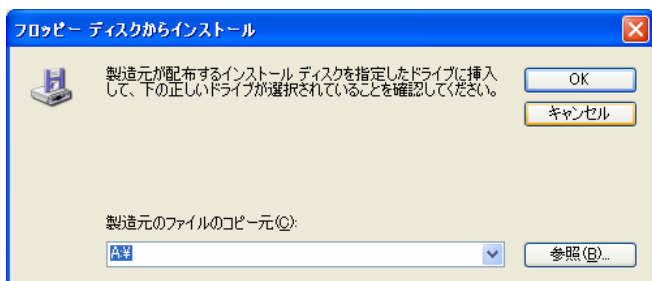 フロッピー ディスクからインストール
製造元が配布するインストール ディスクを指定したドライブに挿入
して、下の正しいドライブが選択されていることを確認してください。
OK
キャンセル
製造元のファイルのコピー元(C):
A:¥
参照(B)...